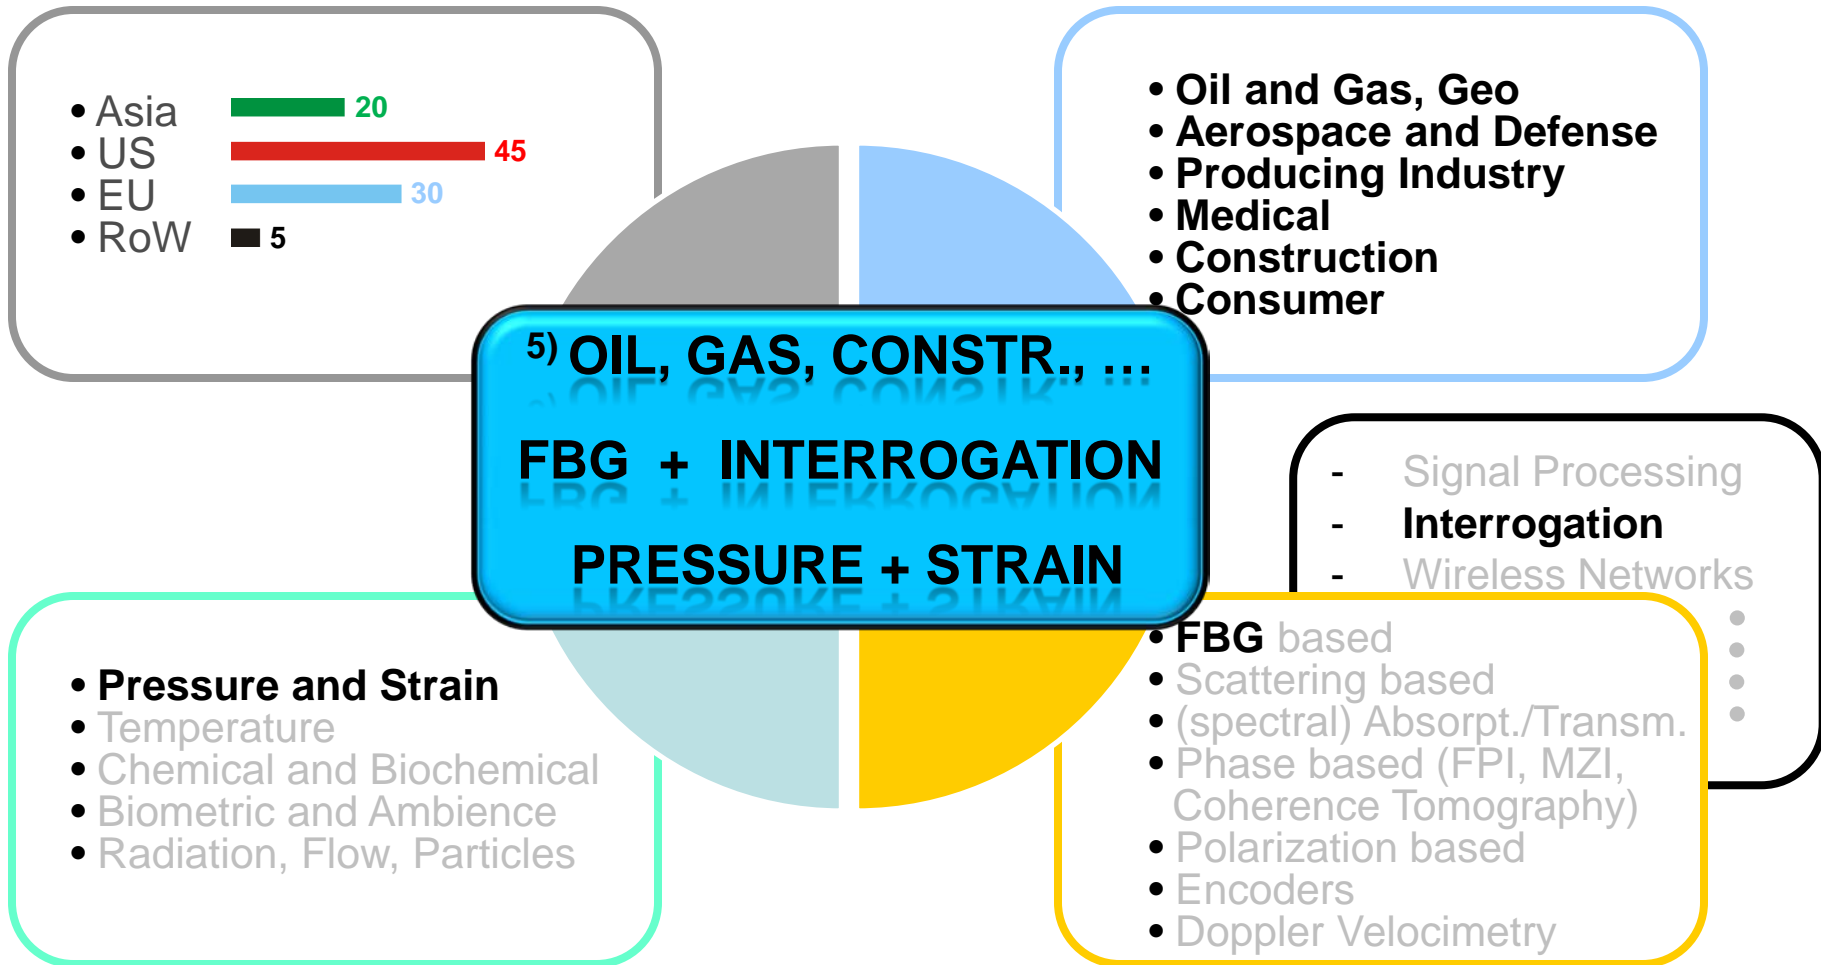 • Asia 20
• US 45
• EU 30
• RoW 5
• Oil and Gas, Geo
• Aerospace and Defense
• Producing Industry
• Medical
• Construction
• Consumer
5) OIL, GAS, CONSTR., …
FBG + INTERROGATION
PRESSURE + STRAIN
- Signal Processing
- Interrogation
- Wireless Networks
• Pressure and Strain
• Temperature
• Chemical and Biochemical
• Biometric and Ambience
• Radiation, Flow, Particles
• FBG based
• Scattering based
• (spectral) Absorpt./Transm.
• Phase based (FPI, MZI,
Coherence Tomography)
• Polarization based
• Encoders
• Doppler Velocimetry